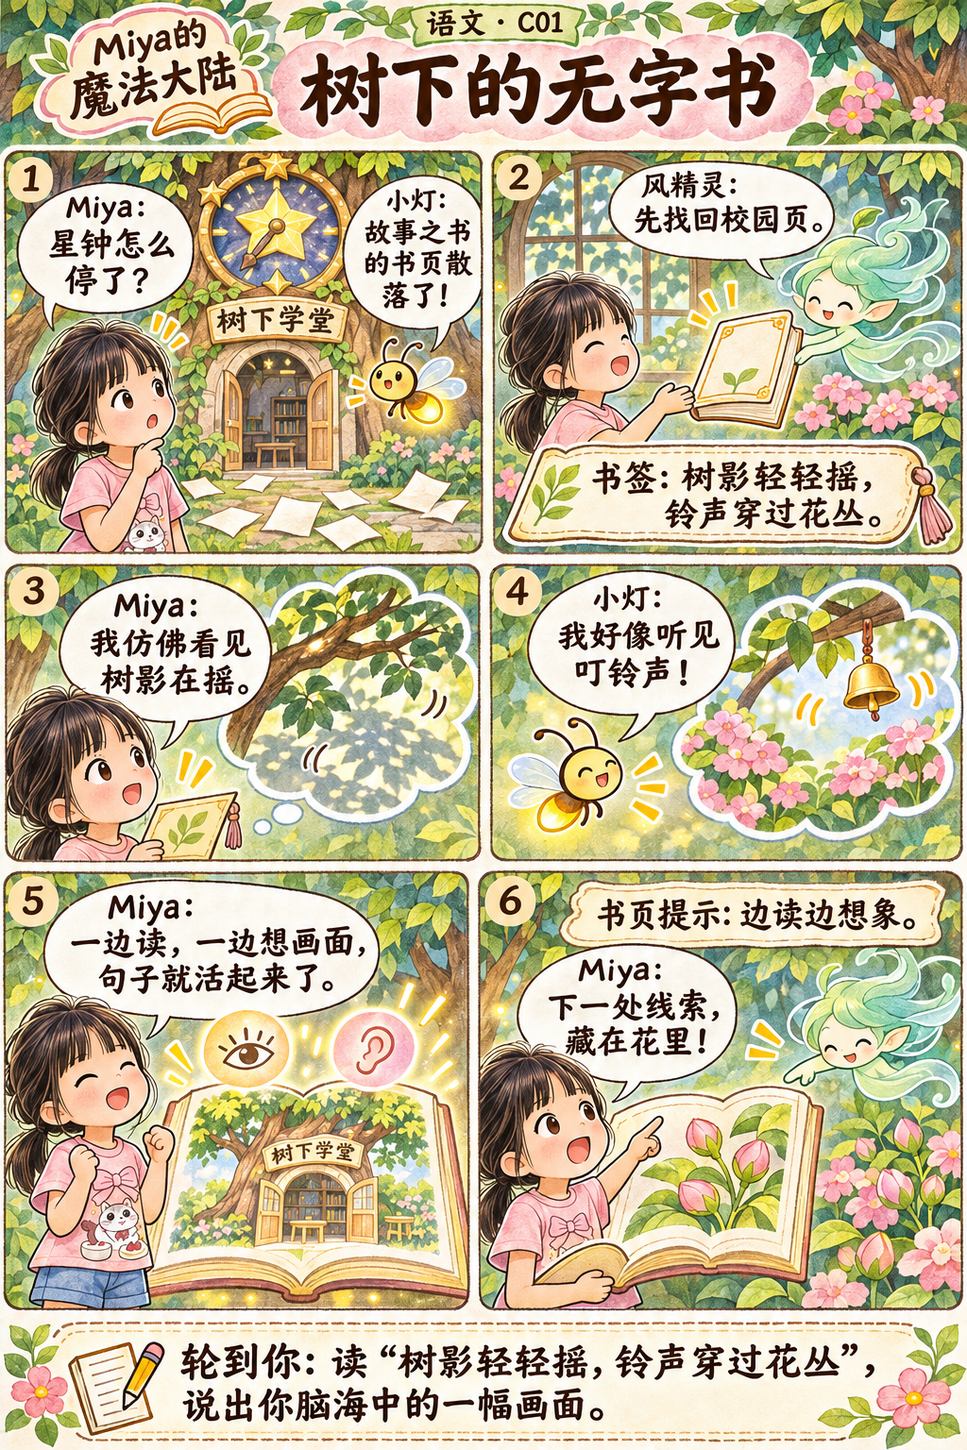 Miya的
魔法大陆
语文·C01
树下的无字书
1
Miya：
星钟怎么
停了？
小灯：
故事之书
的书页散
落了！
树下学堂
2
风精灵：
先找回校园页。
书签：树影轻轻摇，
铃声穿过花丛。
3
Miya：
我仿佛看见
树影在摇。
4
小灯：
我好像听见
叮铃声！
5
Miya：
一边读，一边想画面，
句子就活起来了。
树下学堂
6
书页提示：边读边想象。
Miya：
下一处线索，
藏在花里！
轮到你：读“树影轻轻摇，铃声穿过花丛”，
说出你脑海中的一幅画面。